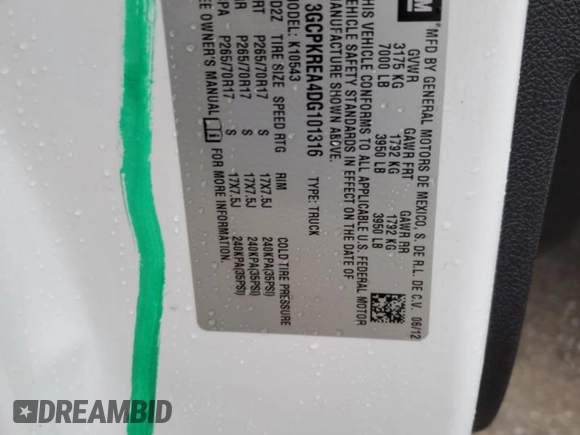 GM
MFD BY GENERAL MOTORS DE MEXICO, S. DE R.L. DE C.V. 06/12
GVWR GAWR FRT GAWR RR
3175 KG 1792 KG 1792 KG
7000 LB 3950 LB 3950 LB
THIS VEHICLE CONFORMS TO ALL APPLICABLE U.S. FEDERAL MOTOR
VEHICLE SAFETY STANDARDS IN EFFECT ON THE DATE OF
MANUFACTURE SHOWN ABOVE.
3GCPKREA4DG101316 TYPE: TRUCK
MODEL: K10543
TIRE SIZE SPEED RTG RIM COLD TIRE PRESSURE
P265/70R17 S 17X7.5J 240KPA(35PSI)
P265/70R17 S 17X7.5J 240KPA(35PSI)
P265/70R17 S 17X7.5J 240KPA(35PSI)
OWNER'S MANUAL FOR MORE INFORMATION
DREAMBID